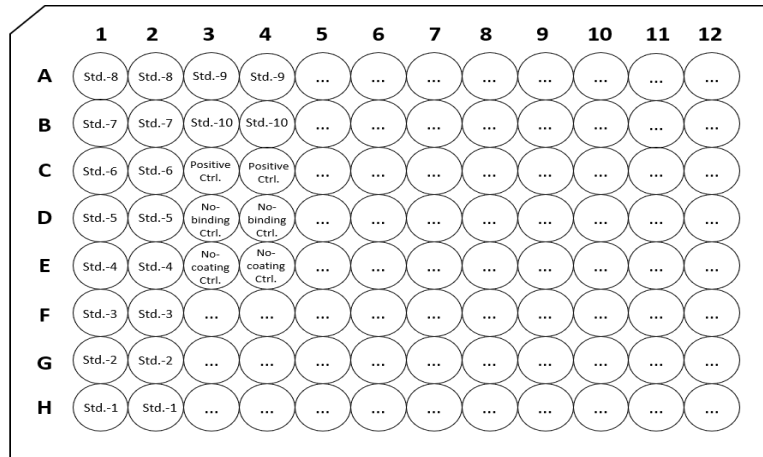 1 2 3 4 5 6 7 8 9 10 11 12
A Std.-8 Std.-8 Std.-9 Std.-9 ... ... ... ... ... ... ... ...
B Std.-7 Std.-7 Std.-10 Std.-10 ... ... ... ... ... ... ... ...
C Std.-6 Std.-6 Positive Ctrl. Positive Ctrl. ... ... ... ... ... ... ... ...
D Std.-5 Std.-5 No-binding Ctrl. No-binding Ctrl. ... ... ... ... ... ... ... ...
E Std.-4 Std.-4 No-coating Ctrl. No-coating Ctrl. ... ... ... ... ... ... ... ...
F Std.-3 Std.-3 ... ... ... ... ... ... ... ... ... ...
G Std.-2 Std.-2 ... ... ... ... ... ... ... ... ... ...
H Std.-1 Std.-1 ... ... ... ... ... ... ... ... ... ...